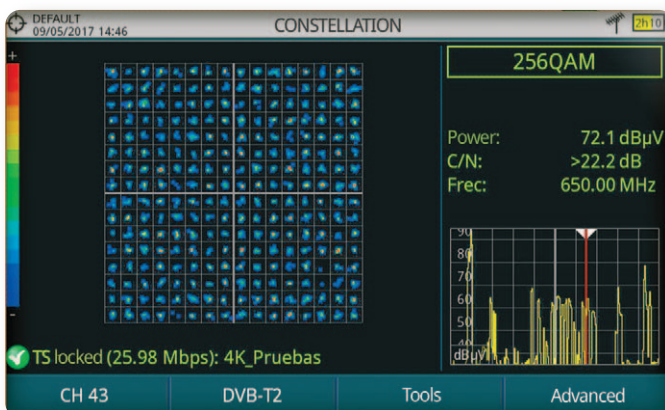 DEFAULT
09/05/2017 14:46
CONSTELLATION
2h10
+
256QAM
Power: 72.1 dBµV
C/N: >22.2 dB
Frec: 650.00 MHz
90
80
70
60
50
40
dBµV
-
TS locked (25.98 Mbps): 4K_Pruebas
CH 43
DVB-T2
Tools
Advanced